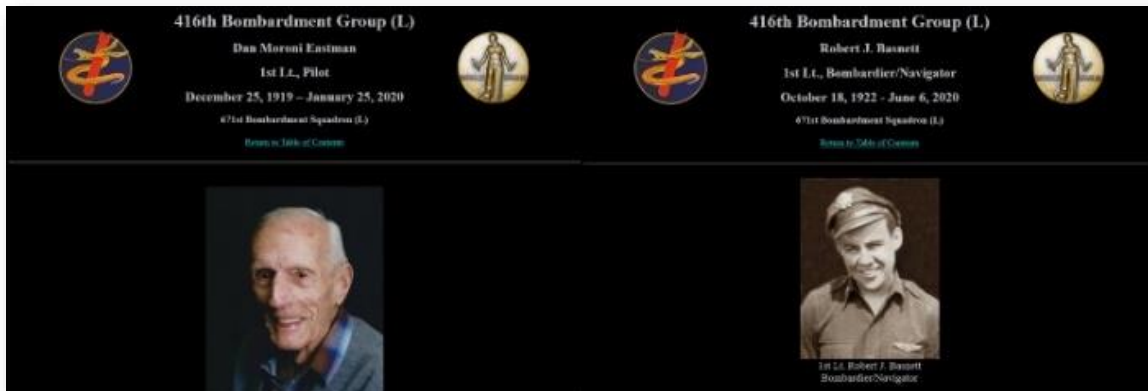 416th Bombardment Group (L)
Dan Moroni Eastman
1st Lt., Pilot
December 25, 1919 – January 25, 2020
671st Bombardment Squadron (L)
Return to Table of Contents
416th Bombardment Group (L)
Robert J. Basnett
1st Lt., Bombardier/Navigator
October 18, 1922 - June 6, 2020
671st Bombardment Squadron (L)
Return to Table of Contents
1st Lt. Robert J. Basnett
Bombardier/Navigator